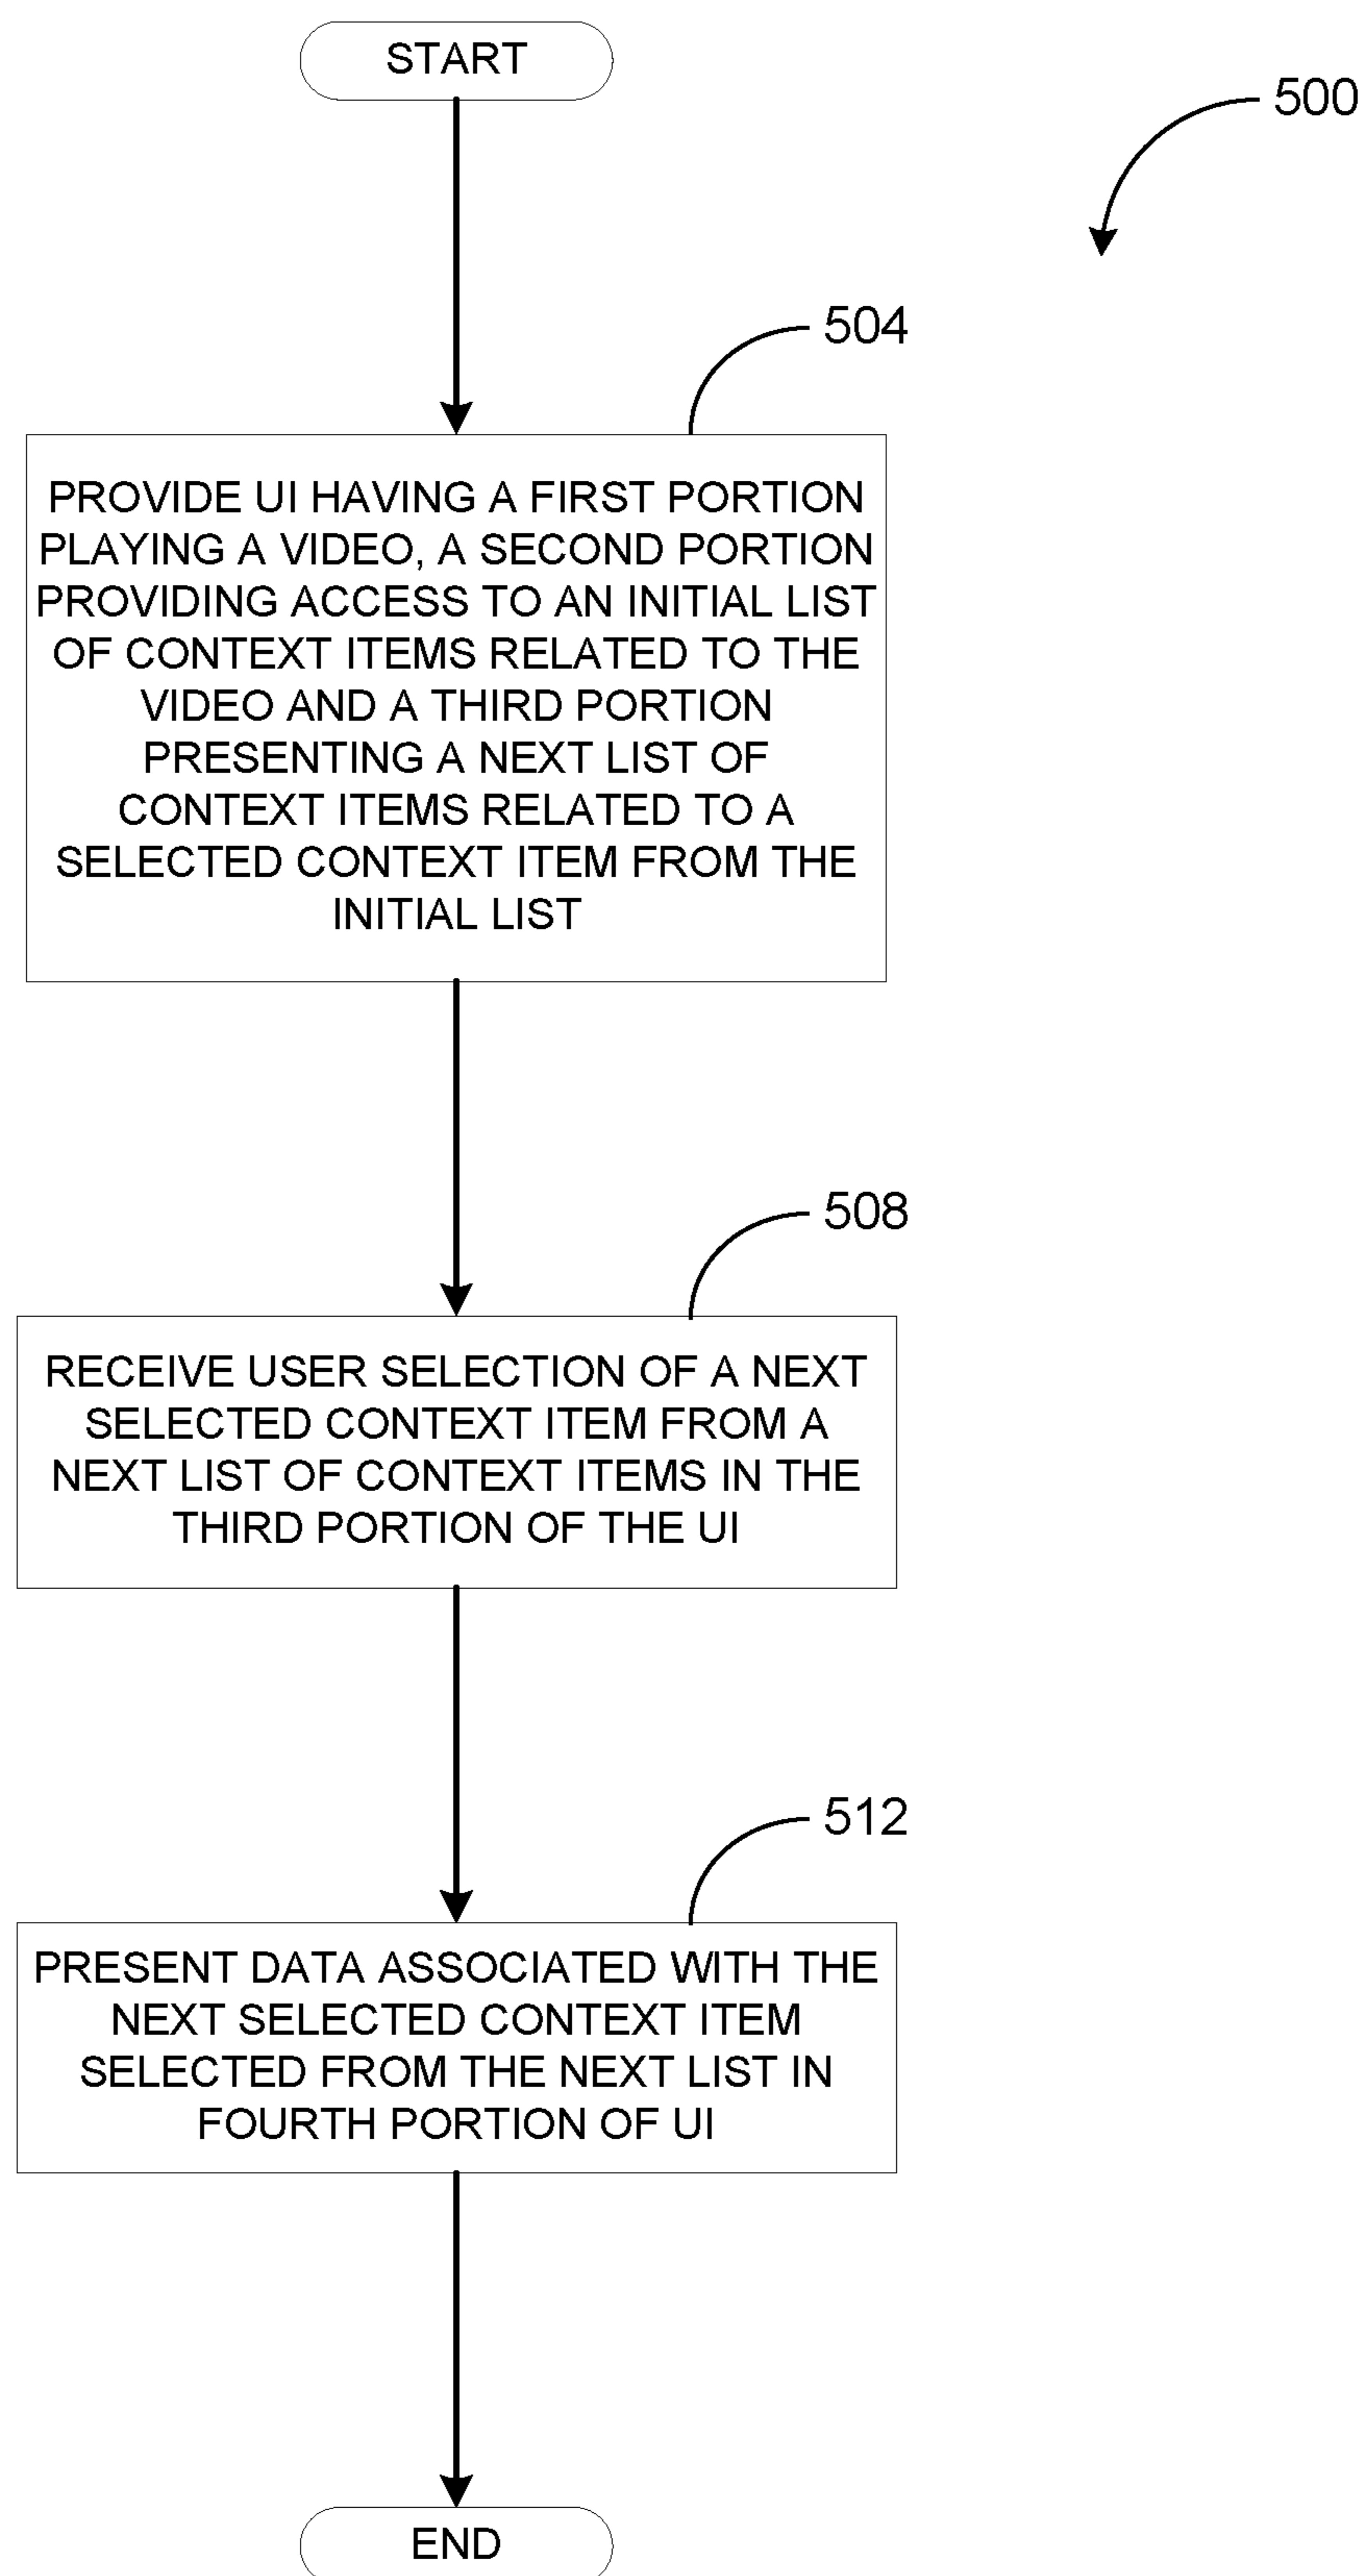 START
500
504
PROVIDE UI HAVING A FIRST PORTION
PLAYING A VIDEO, A SECOND PORTION
PROVIDING ACCESS TO AN INITIAL LIST
OF CONTEXT ITEMS RELATED TO THE
VIDEO AND A THIRD PORTION
PRESENTING A NEXT LIST OF
CONTEXT ITEMS RELATED TO A
SELECTED CONTEXT ITEM FROM THE
INITIAL LIST
508
RECEIVE USER SELECTION OF A NEXT
SELECTED CONTEXT ITEM FROM A
NEXT LIST OF CONTEXT ITEMS IN THE
THIRD PORTION OF THE UI
512
PRESENT DATA ASSOCIATED WITH THE
NEXT SELECTED CONTEXT ITEM
SELECTED FROM THE NEXT LIST IN
FOURTH PORTION OF UI
END